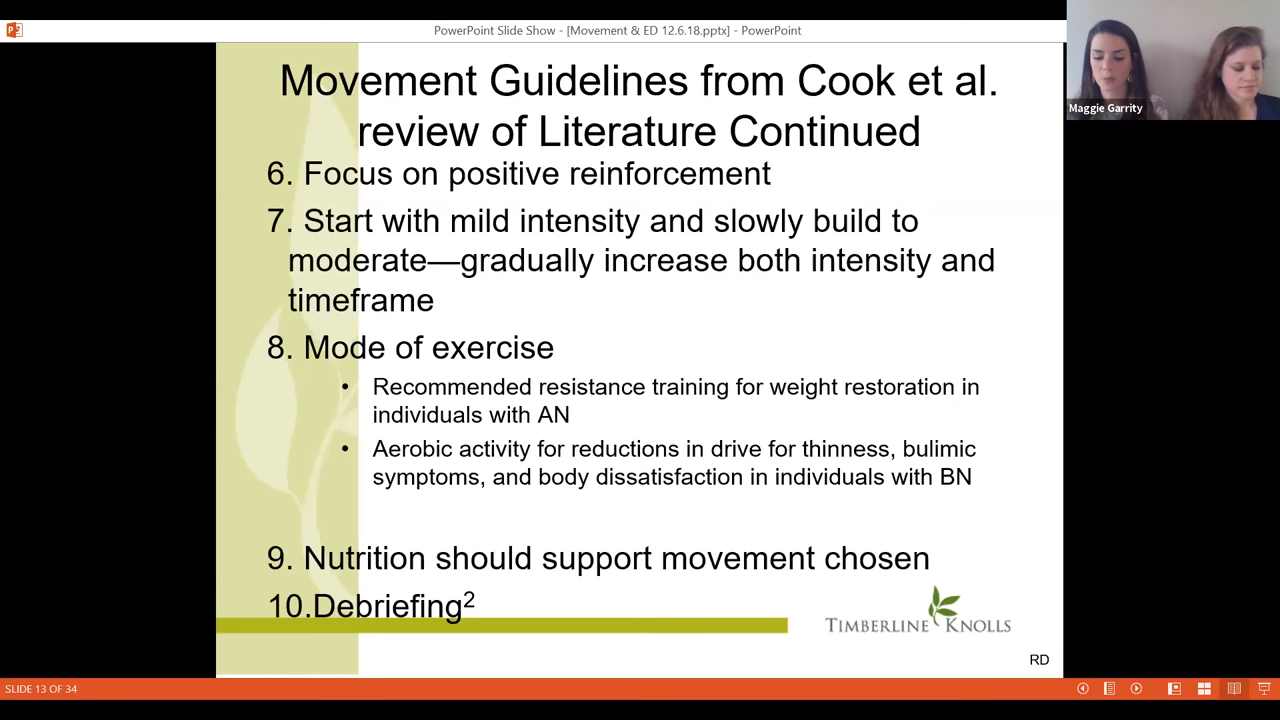 PowerPoint Slide Show - [Movement & ED 12.6.18.pptx] - PowerPoint
Maggie Garrity
Movement Guidelines from Cook et al.
review of Literature Continued
6. Focus on positive reinforcement
7. Start with mild intensity and slowly build to
moderate—gradually increase both intensity and
timeframe
8. Mode of exercise
• Recommended resistance training for weight restoration in
individuals with AN
• Aerobic activity for reductions in drive for thinness, bulimic
symptoms, and body dissatisfaction in individuals with BN
9. Nutrition should support movement chosen
10.Debriefing²
TIMBERLINE KNOLLS
RD
SLIDE 13 OF 34